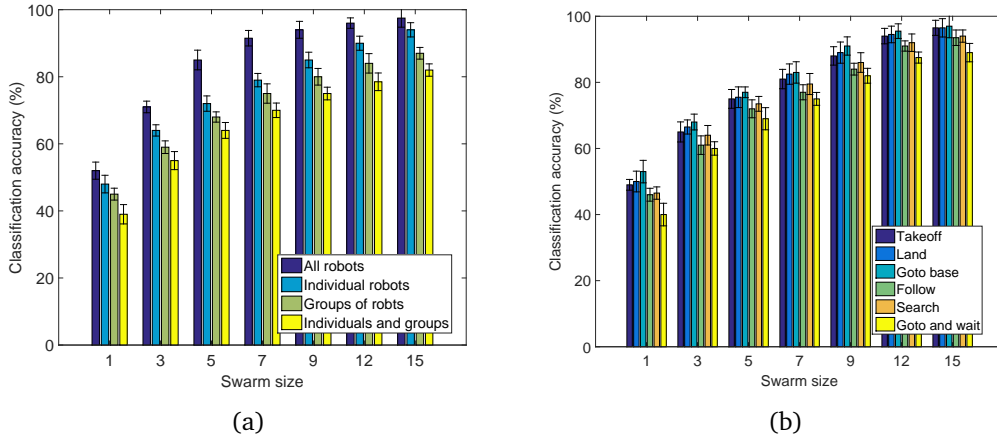 100
80
60
40
20
0
Classification accuracy (%)
All robots
Individual robots
Groups of robts
Individuals and groups
1 3 5 7 9 12 15
Swarm size
(a)
100
80
60
40
20
0
Classification accuracy (%)
Takeoff
Land
Goto base
Follow
Search
Goto and wait
1 3 5 7 9 12 15
Swarm size
(b)